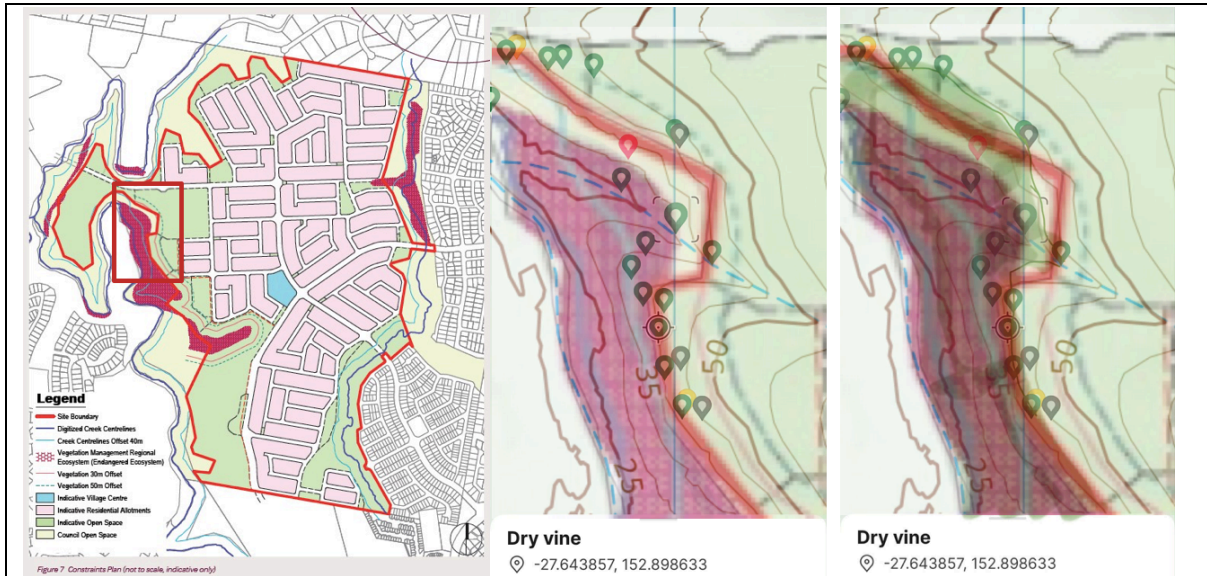 Legend
Site Boundary
Digitized Creek Centrelines
Creek Centrelines Offset 40m
Vegetation Management Regional
Ecosystem (Endangered Ecosystem)
Vegetation 30m Offset
Vegetation 50m Offset
Indicative Village Centre
Indicative Residential Allotments
Indicative Open Space
Council Open Space
Figure 7 Constraints Plan (not to scale, indicative only)
35
50
25
Dry vine
-27.643857, 152.898633
35
50
25
Dry vine
-27.643857, 152.898633